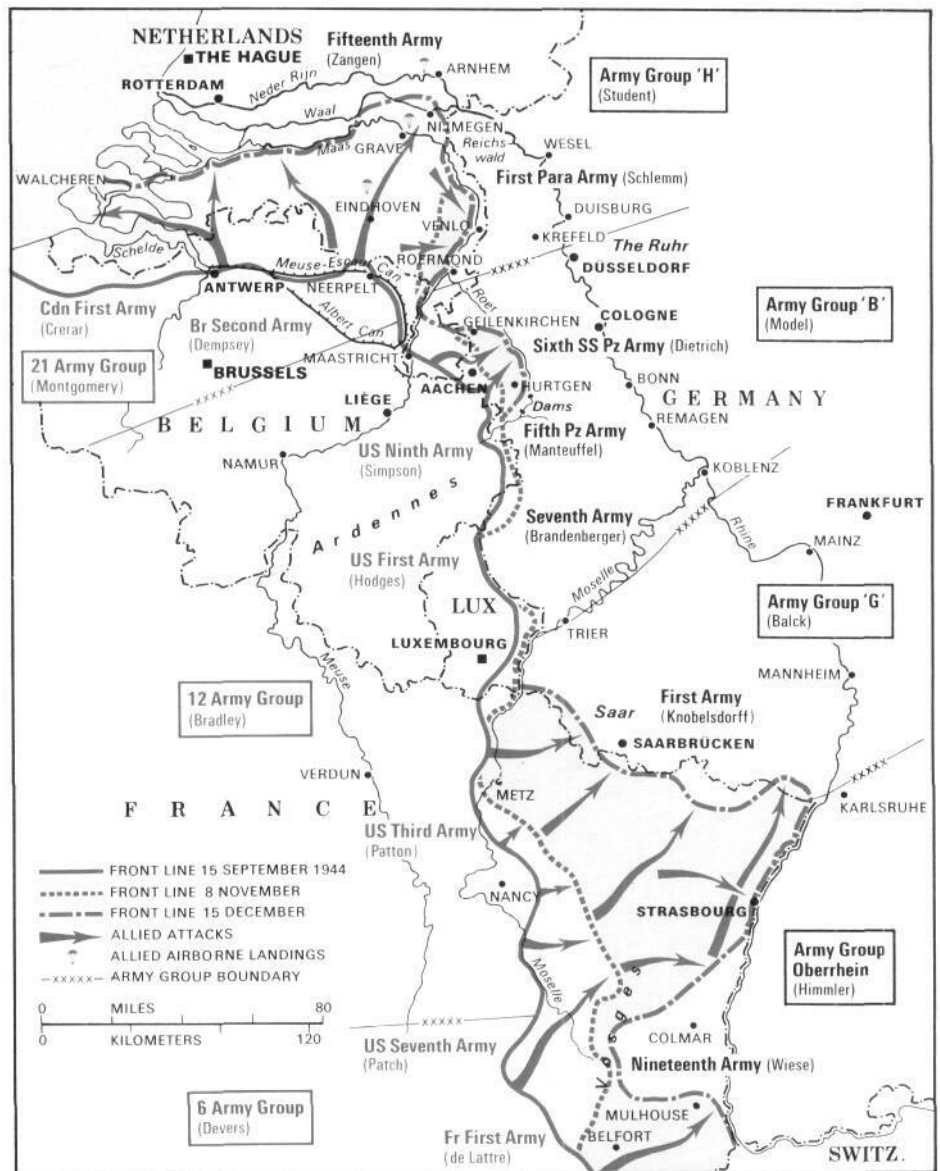 NETHERLANDS
THE HAGUE
Fifteenth Army
(Zangen)
ARNHEM
Army Group 'H'
(Student)
ROTTERDAM
Neder Rijn
Waal
NIJMEGEN
Maas
GRAVE
Reichs
wald
WESEL
WALCHEREN
First Para Army (Schlemm)
EINDHOVEN
DUISBURG
VENLO
KREFELD
The Ruhr
Schelde
Meuse-Escaut Can
ROERMOND
DÜSSELDORF
ANTWERP
NEERPELT
Roer
Cdn First Army
(Crerar)
Albert Can
GEILENKIRCHEN
COLOGNE
Army Group 'B'
(Model)
Br Second Army
(Dempsey)
21 Army Group
(Montgomery)
BRUSSELS
MAASTRICHT
Sixth SS Pz Army (Dietrich)
AACHEN
HURTGEN
BONN
GERMANY
LIÈGE
Dams
REMAGEN
BELGIUM
Fifth Pz Army
(Manteuffel)
NAMUR
US Ninth Army
(Simpson)
KOBLENZ
Ardennes
Seventh Army
(Brandenberger)
FRANKFURT
Rhine
MAINZ
US First Army
(Hodges)
Moselle
LUX
TRIER
Army Group 'G'
(Balck)
LUXEMBOURG
Meuse
MANNHEIM
12 Army Group
(Bradley)
Saar
First Army
(Knobelsdorff)
SAARBRÜCKEN
VERDUN
METZ
KARLSRUHE
FRANCE
US Third Army
(Patton)
FRONT LINE 15 SEPTEMBER 1944
FRONT LINE 8 NOVEMBER
FRONT LINE 15 DECEMBER
ALLIED ATTACKS
ALLIED AIRBORNE LANDINGS
ARMY GROUP BOUNDARY
NANCY
STRASBOURG
Army Group
Oberrhein
(Himmler)
0 MILES 80
0 KILOMETERS 120
Moselle
Vosges
COLMAR
US Seventh Army
(Patch)
Nineteenth Army (Wiese)
6 Army Group
(Devers)
MULHOUSE
BELFORT
Fr First Army
(de Lattre)
SWITZ.
xxxxx
xxxxx
xxxxx
xxxxx
xxxxx
xxxxx